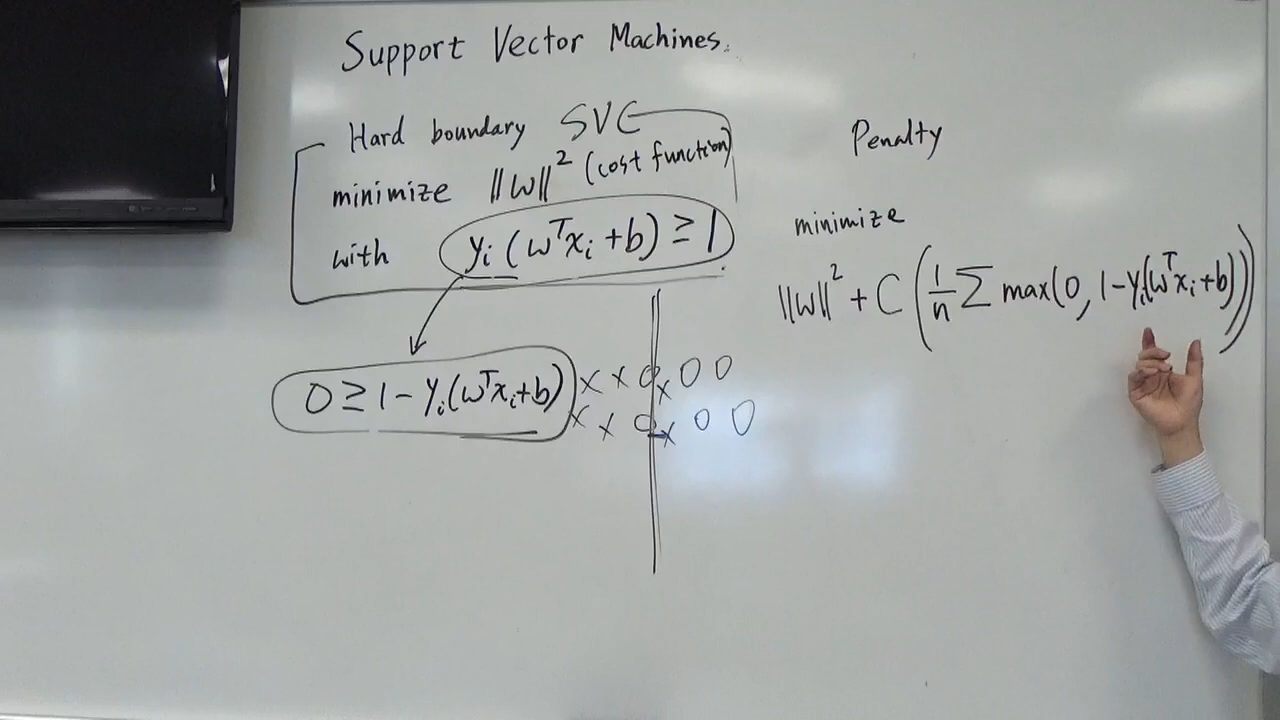 Support Vector Machines.
Hard boundary SVC
minimize ||w||² (cost function)
with yᵢ(wᵀxᵢ+b) ≥ 1
0 ≥ 1 - yᵢ(wᵀxᵢ+b)
x x o x o o
x x o x o o
Penalty
minimize
||w||² + C(1/n Σ max(0, 1-yᵢ(wᵀxᵢ+b)))